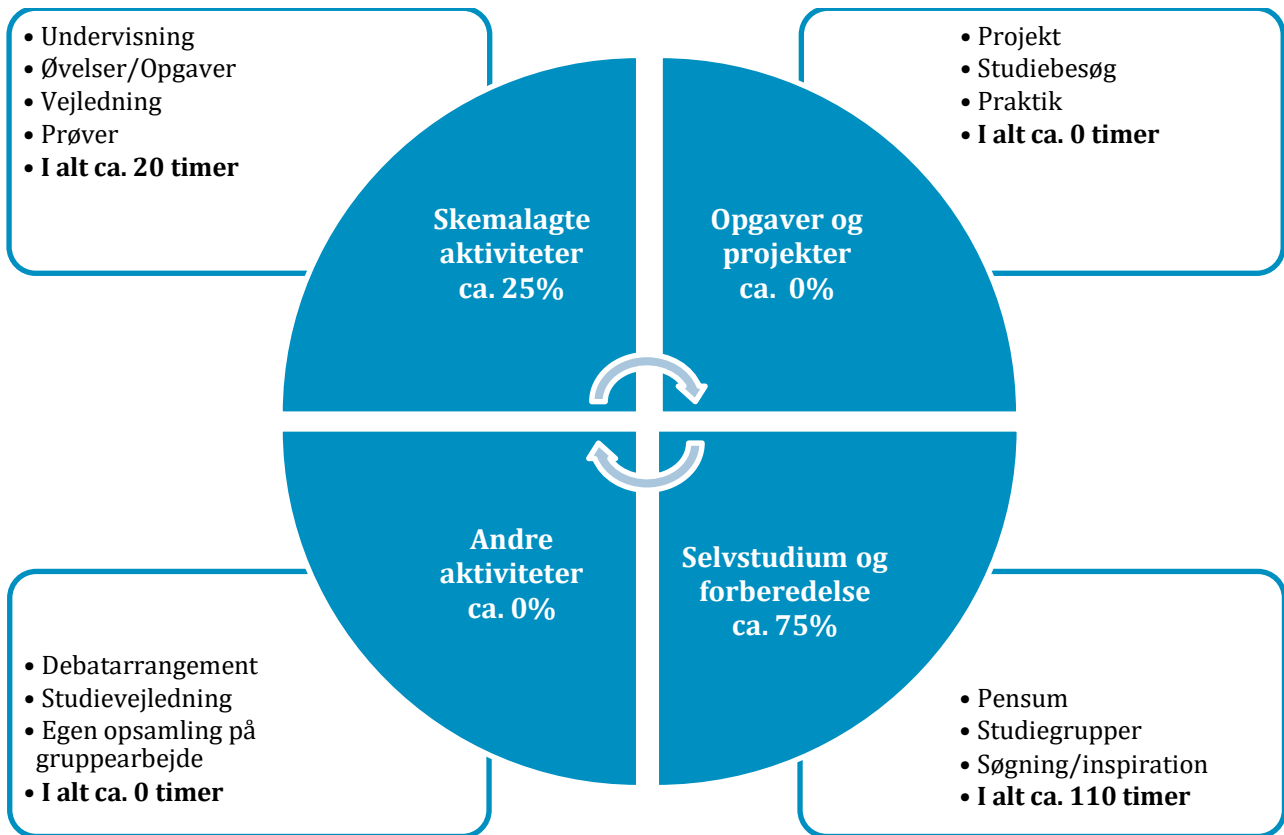 • Undervisning
• Øvelser/Opgaver
• Vejledning
• Prøver
• I alt ca. 20 timer
• Projekt
• Studiebesøg
• Praktik
• I alt ca. 0 timer
Skemalagte
aktiviteter
ca. 25%
Opgaver og
projekter
ca. 0%
Andre
aktiviteter
ca. 0%
Selvstudium og
forberedelse
ca. 75%
• Debatarrangement
• Studievejledning
• Egen opsamling på
gruppearbejde
• I alt ca. 0 timer
• Pensum
• Studiegrupper
• Søgning/inspiration
• I alt ca. 110 timer